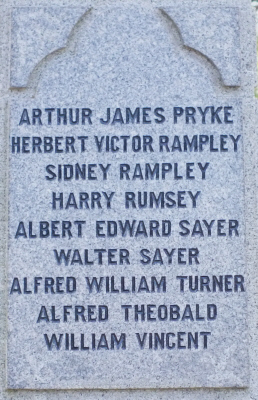 ARTHUR JAMES PRYKE
HERBERT VICTOR RAMPLEY
SIDNEY RAMPLEY
HARRY RUMSEY
ALBERT EDWARD SAYER
WALTER SAYER
ALFRED WILLIAM TURNER
ALFRED THEOBALD
WILLIAM VINCENT